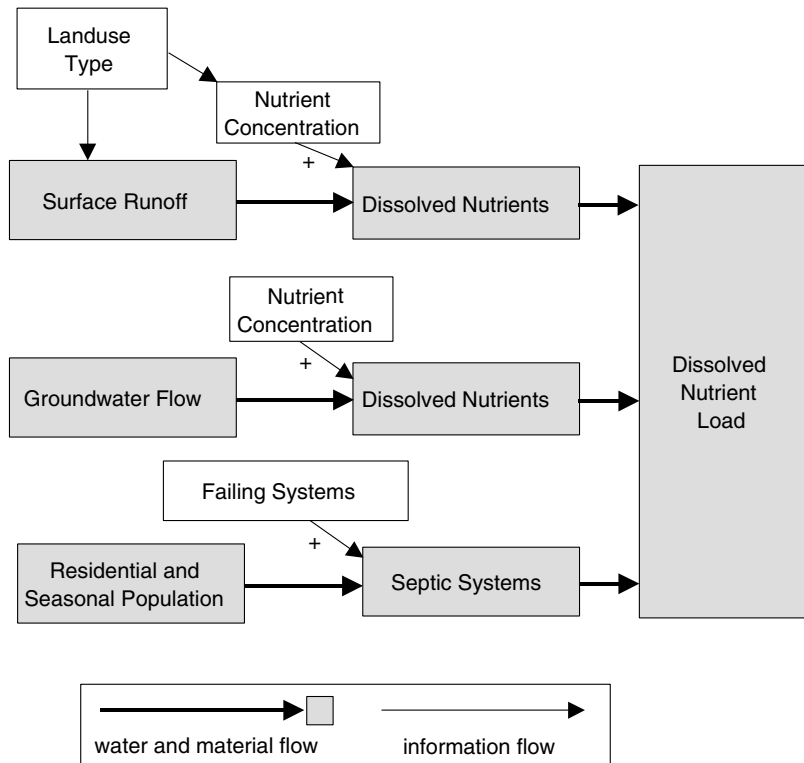 Landuse
Type
Nutrient
Concentration
+
Surface Runoff
Dissolved Nutrients
Nutrient
Concentration
+
Groundwater Flow
Dissolved Nutrients
Dissolved
Nutrient
Load
Failing Systems
+
Residential and
Seasonal Population
Septic Systems
water and material flow
information flow